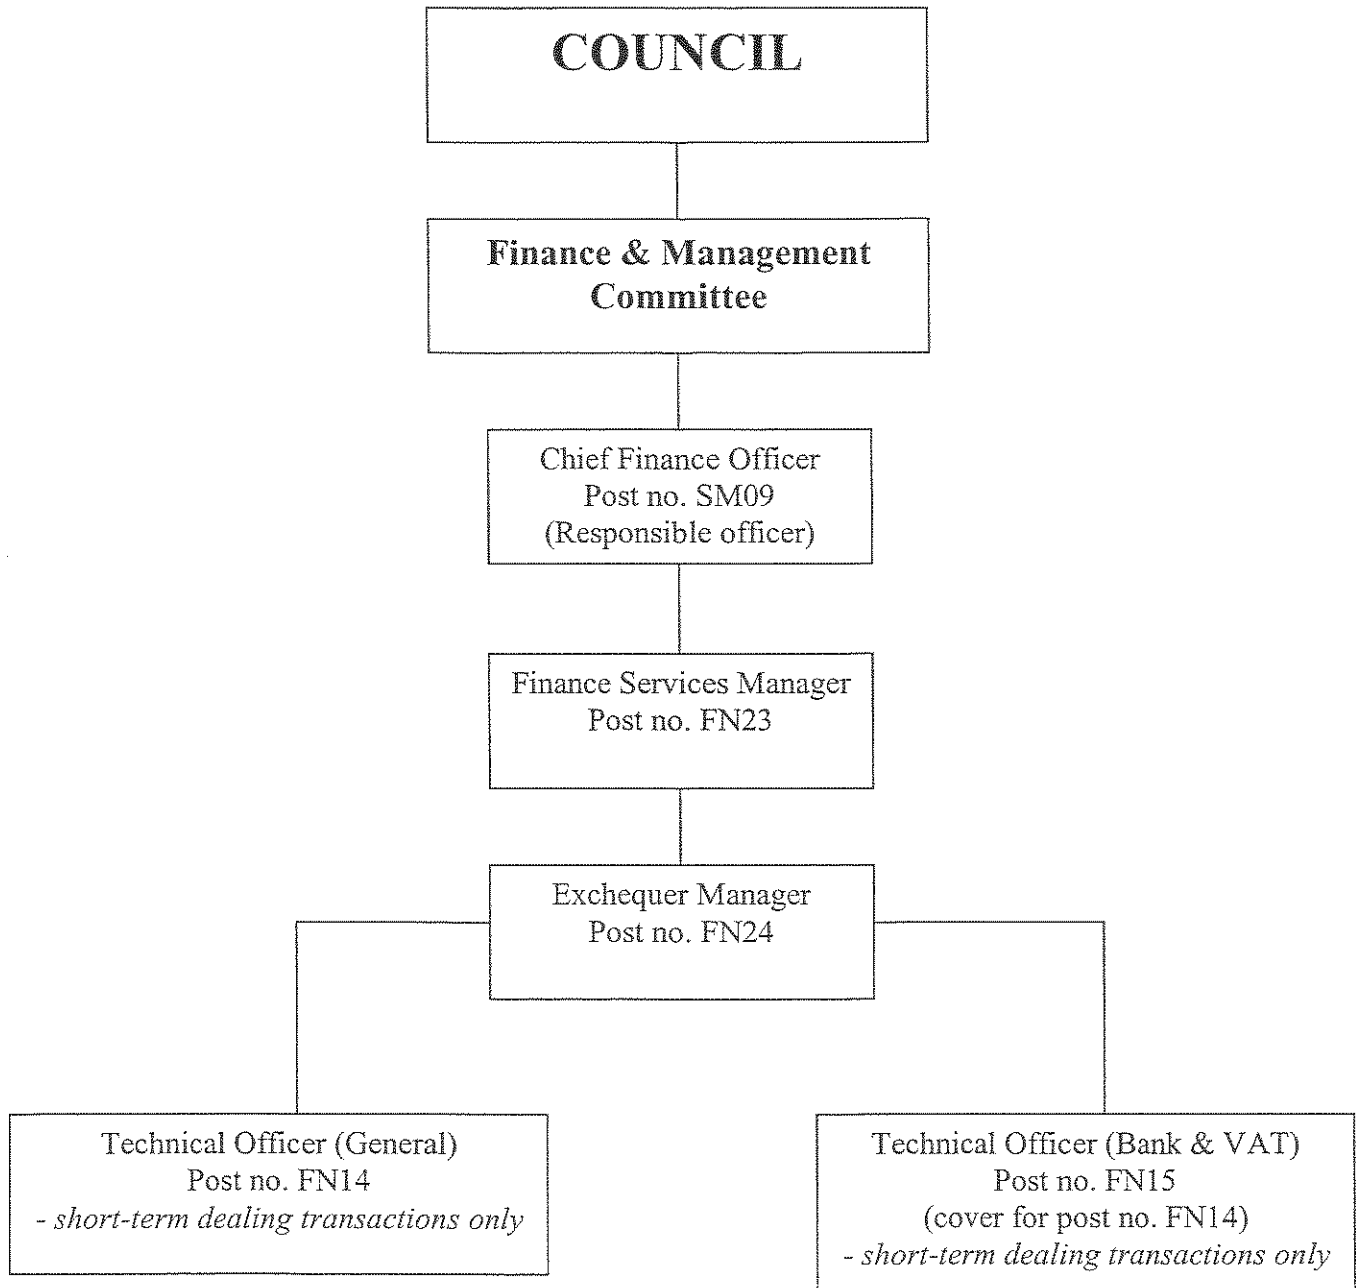 COUNCIL
Finance & Management
Committee
Chief Finance Officer
Post no. SM09
(Responsible officer)
Finance Services Manager
Post no. FN23
Exchequer Manager
Post no. FN24
Technical Officer (General)
Post no. FN14
- short-term dealing transactions only
Technical Officer (Bank & VAT)
Post no. FN15
(cover for post no. FN14)
- short-term dealing transactions only